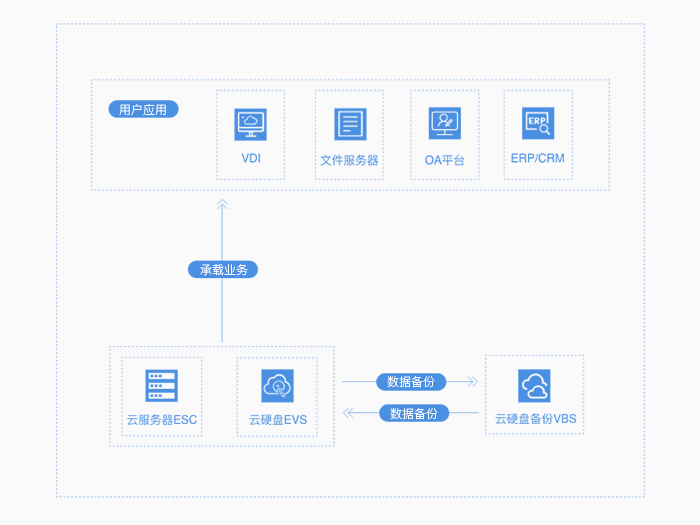 用户应用
VDI
文件服务器
OA平台
ERP
ERP/CRM
承载业务
云服务器ESC
云硬盘EVS
数据备份
数据备份
云硬盘备份VBS